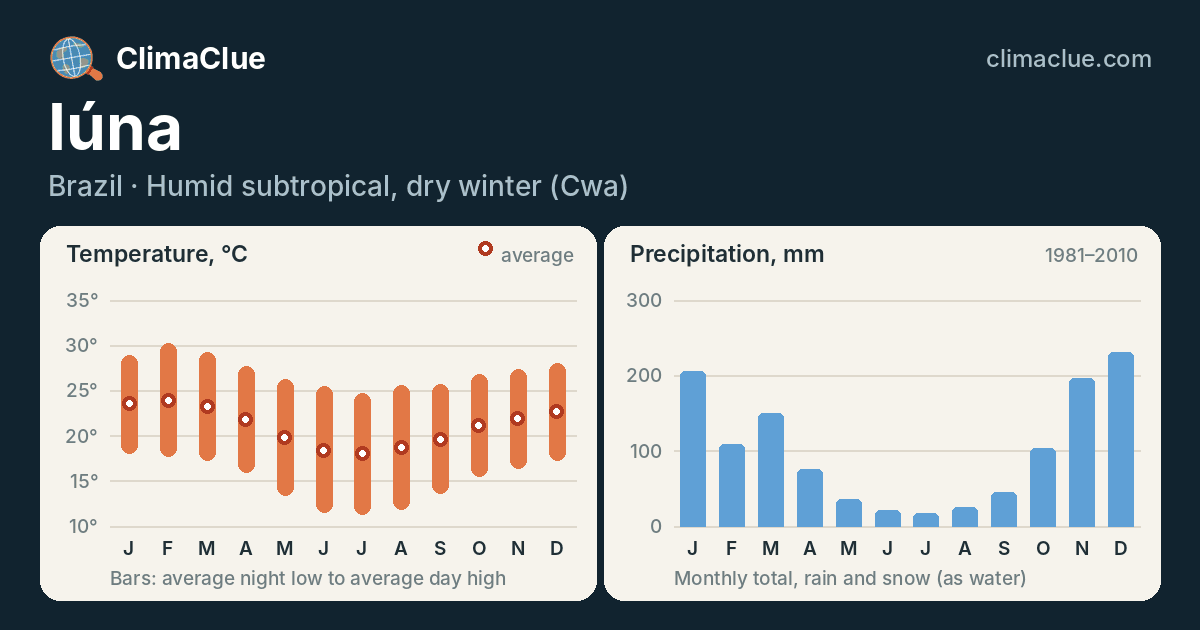 ClimaClue
climaclue.com
Iúna
Brazil · Humid subtropical, dry winter (Cwa)
Temperature, °C
average
35°
30°
25°
20°
15°
10°
J F M A M J J A S O N D
Bars: average night low to average day high
Precipitation, mm
1981–2010
300
200
100
0
J F M A M J J A S O N D
Monthly total, rain and snow (as water)